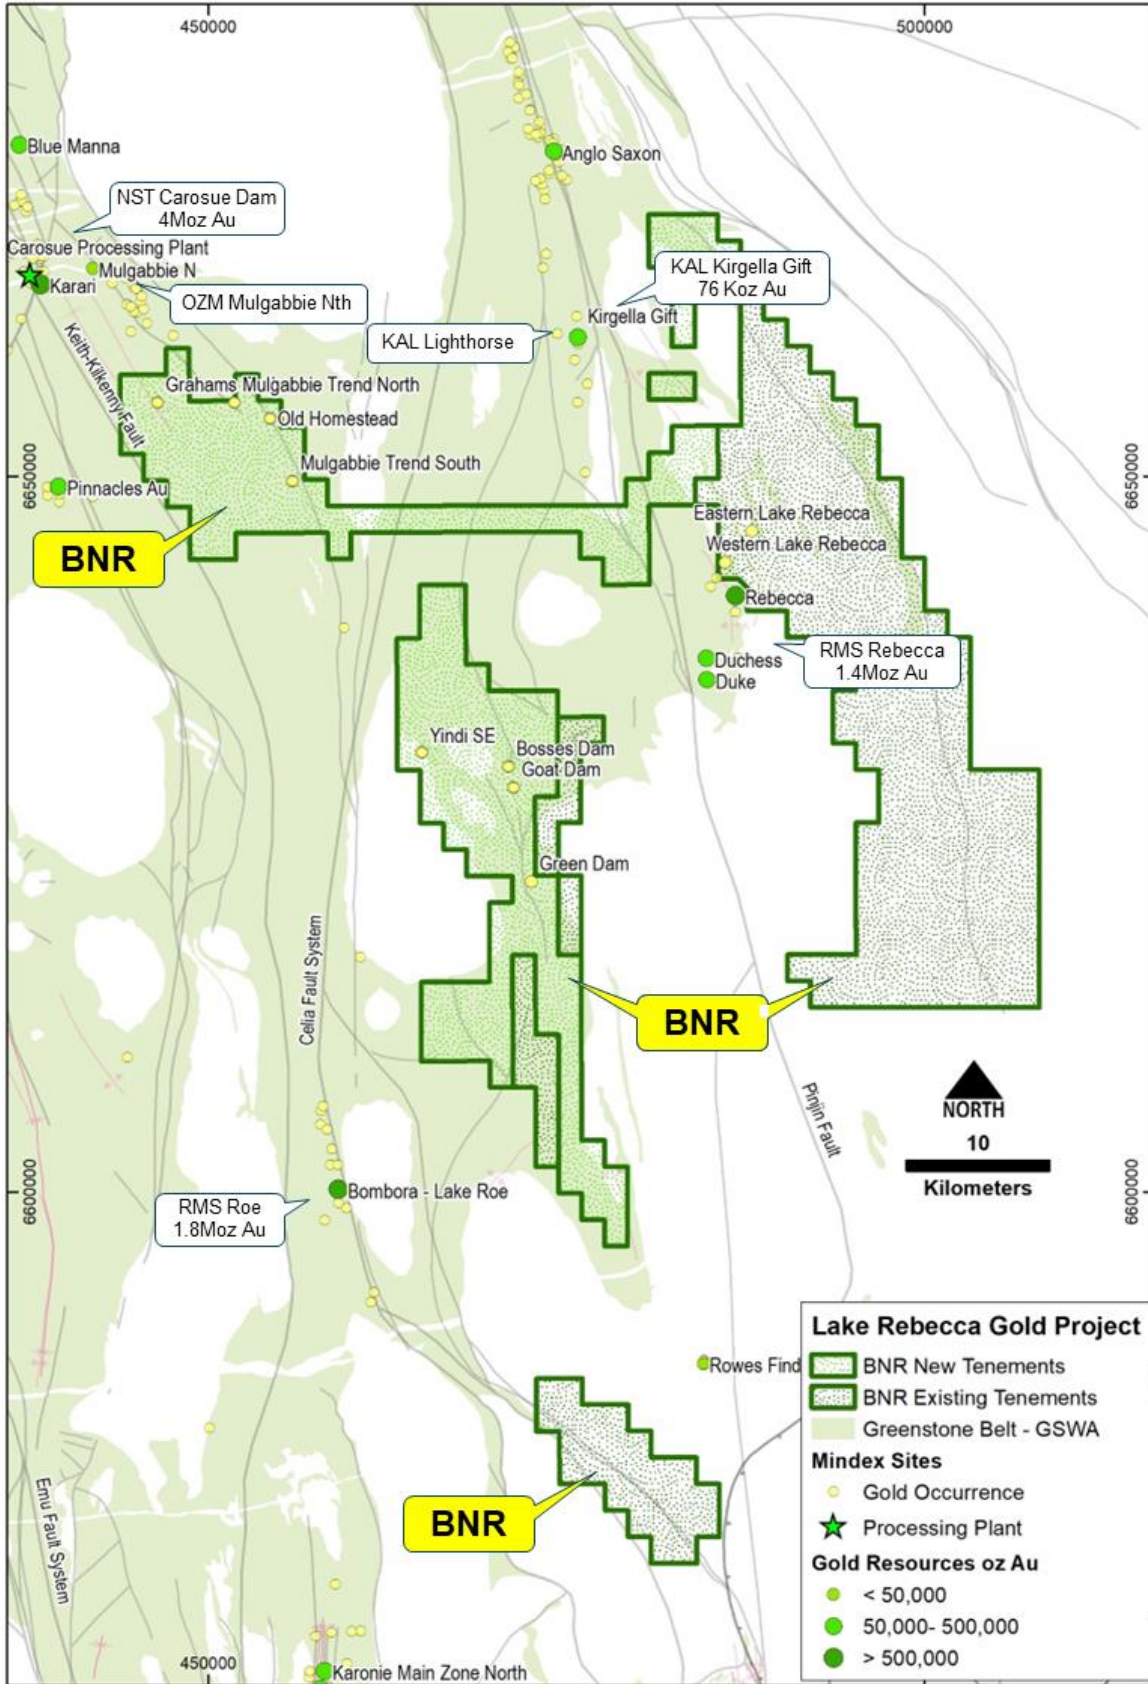 450000
500000
Blue Manna
Anglo Saxon
NST Carosue Dam
4Moz Au
Carosue Processing Plant
Mulgabbie N
Karari
OZM Mulgabbie Nth
KAL Kirgella Gift
76 Koz Au
Kirgella Gift
KAL Lighthorse
Keith-Kilkenny Fault
Grahams Mulgabbie Trend North
Old Homestead
Mulgabbie Trend South
6650000
6650000
Pinnacles Au
BNR
Eastern Lake Rebecca
Western Lake Rebecca
Rebecca
RMS Rebecca
1.4Moz Au
Duchess
Duke
Yindi SE
Bosses Dam
Goat Dam
Green Dam
Celia Fault System
BNR
Pinjin Fault
NORTH
10
Kilometers
6600000
6600000
Bombora - Lake Roe
RMS Roe
1.8Moz Au
Rowes Find
BNR
Emu Fault System
450000
Karonie Main Zone North
Lake Rebecca Gold Project
BNR New Tenements
BNR Existing Tenements
Greenstone Belt - GSWA
Mindex Sites
Gold Occurrence
Processing Plant
Gold Resources oz Au
< 50,000
50,000- 500,000
> 500,000